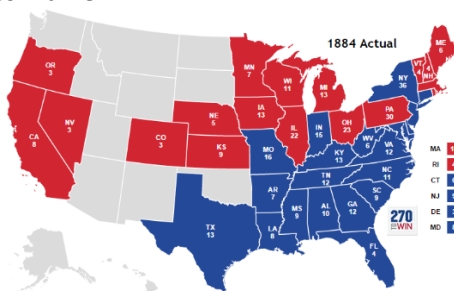 1884 Actual
OR
3
CA
8
NV
3
CO
3
NE
5
KS
9
MN
7
IA
13
WI
11
IL
22
MI
13
OH
23
PA
30
NY
36
VT
4
NH
4
ME
6
MO
16
IN
15
KY
13
WV
6
VA
12
TN
12
NC
11
SC
9
AR
7
MS
9
AL
10
GA
12
LA
8
TX
13
FL
4
MA
RI
CT
NJ
DE
MD
270
TO
WIN